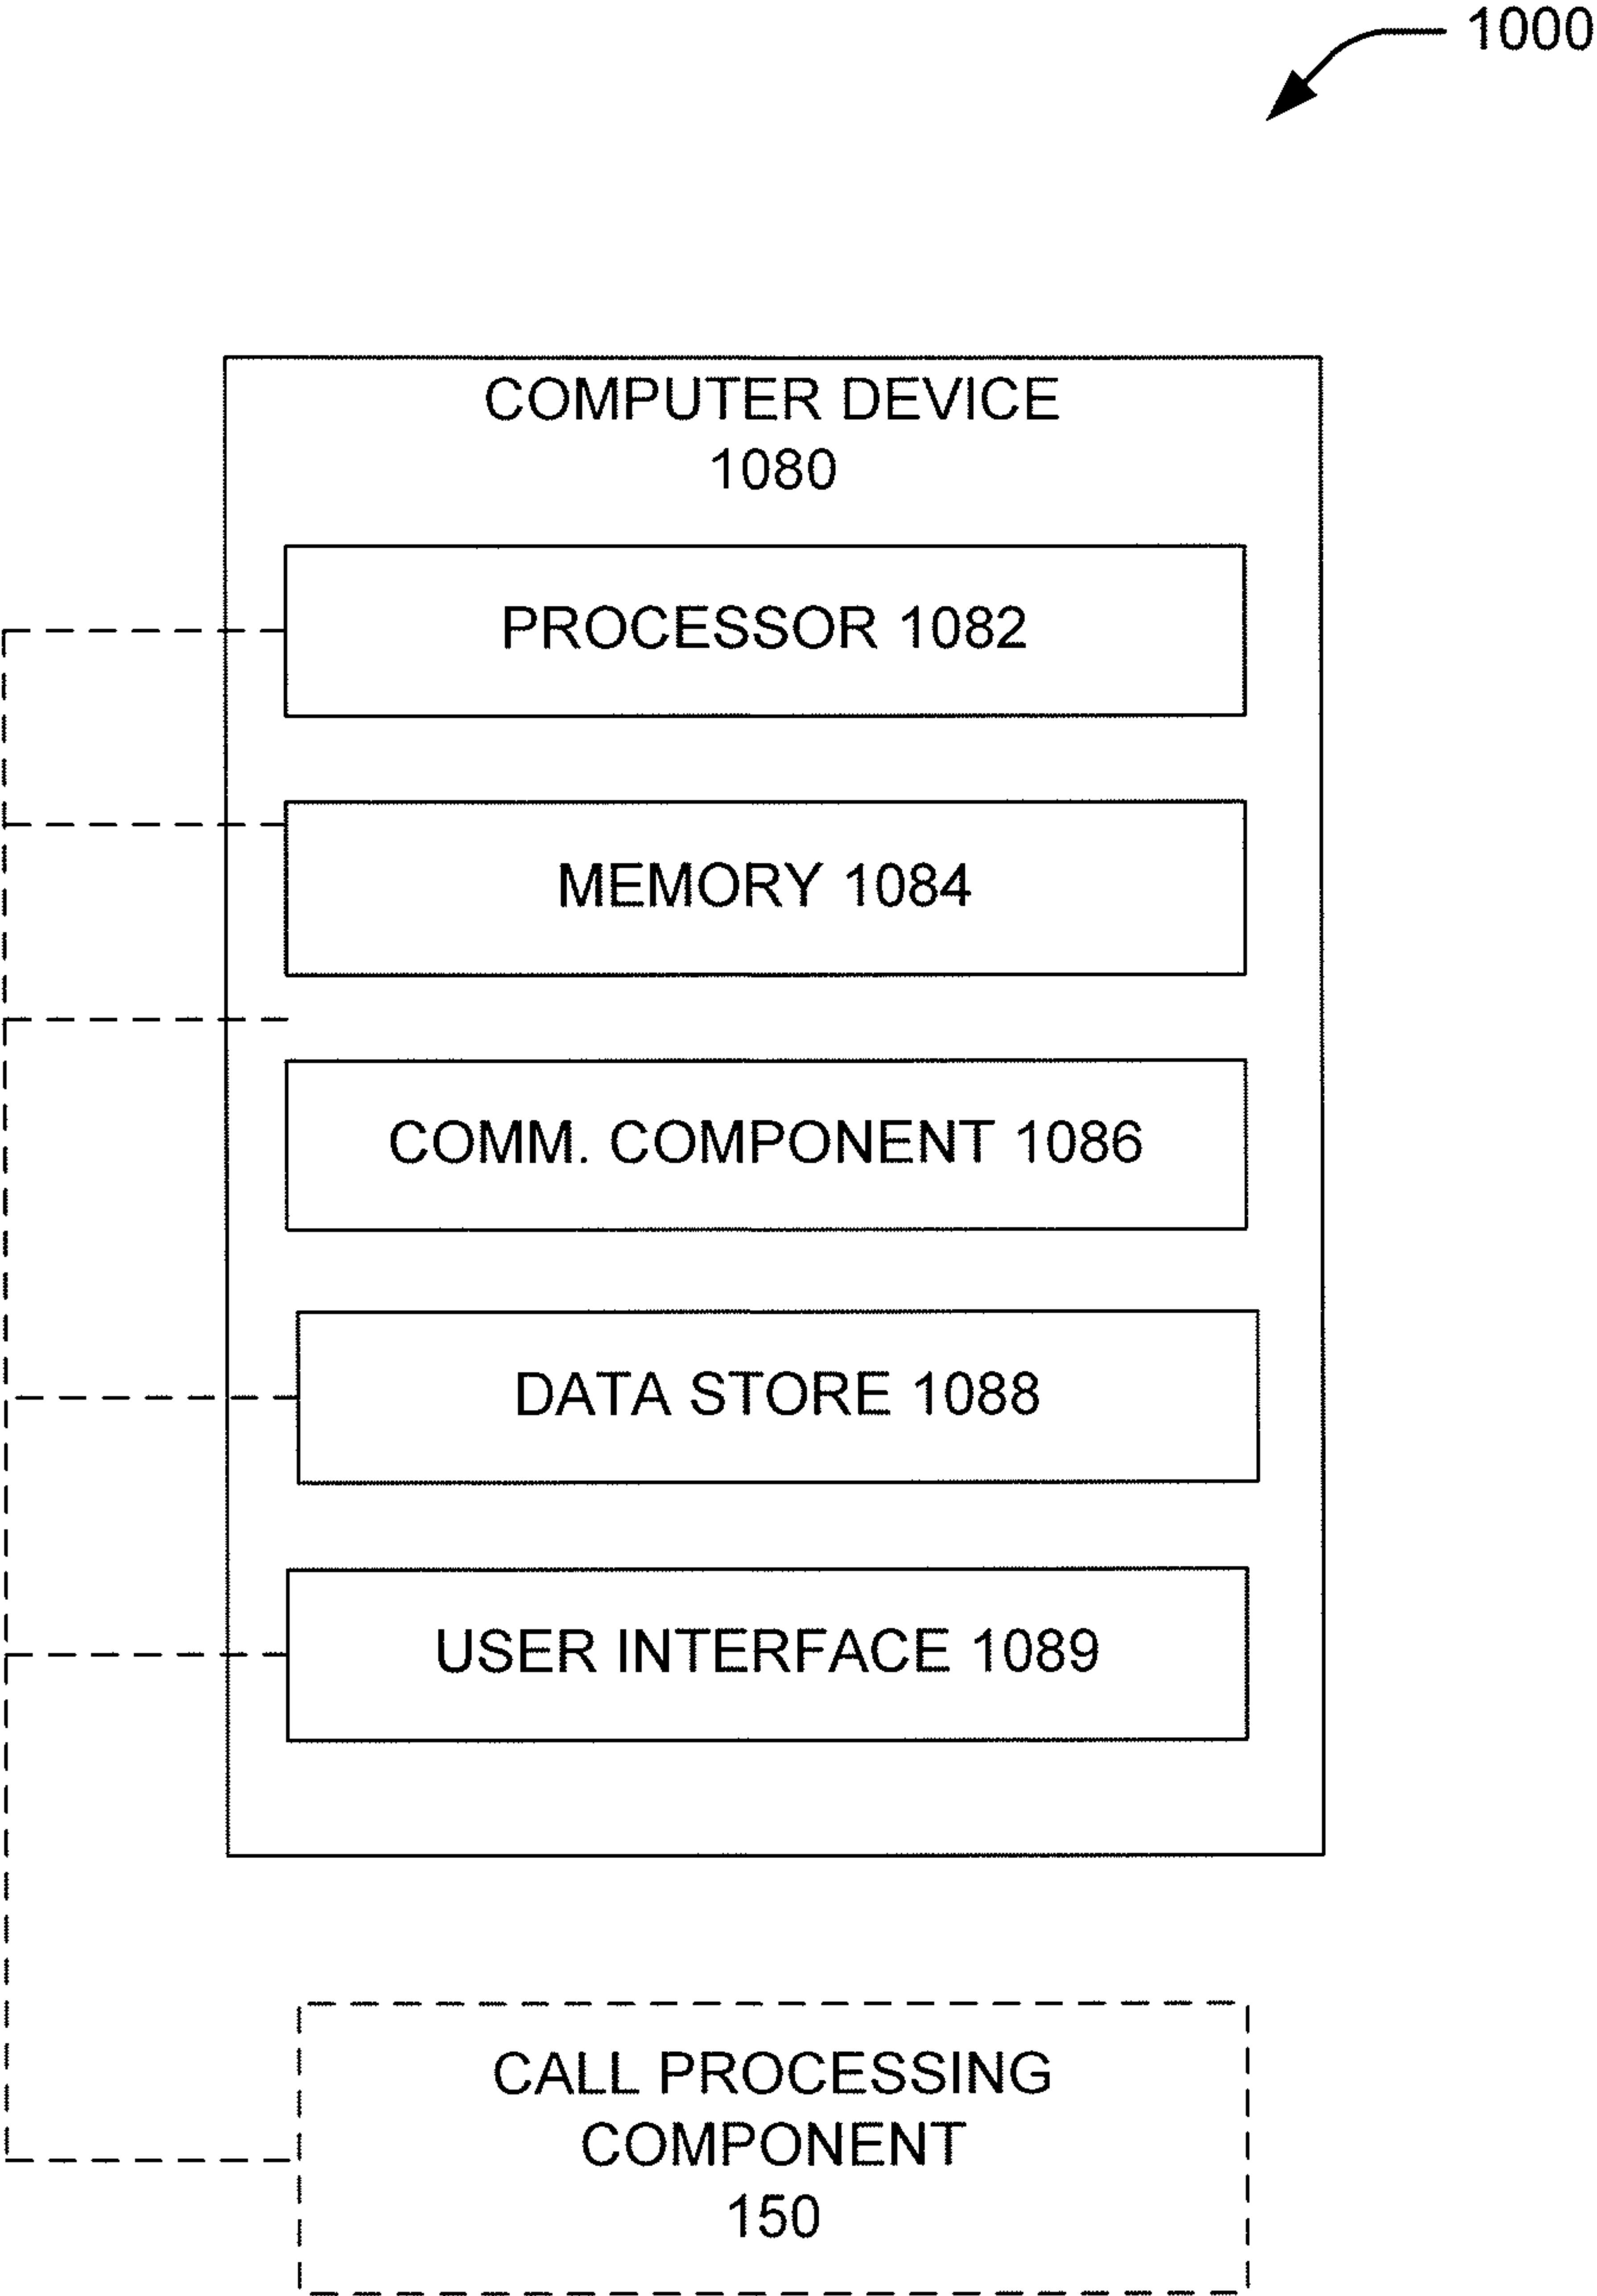 1000
COMPUTER DEVICE
1080
PROCESSOR 1082
MEMORY 1084
COMM. COMPONENT 1086
DATA STORE 1088
USER INTERFACE 1089
CALL PROCESSING
COMPONENT
150